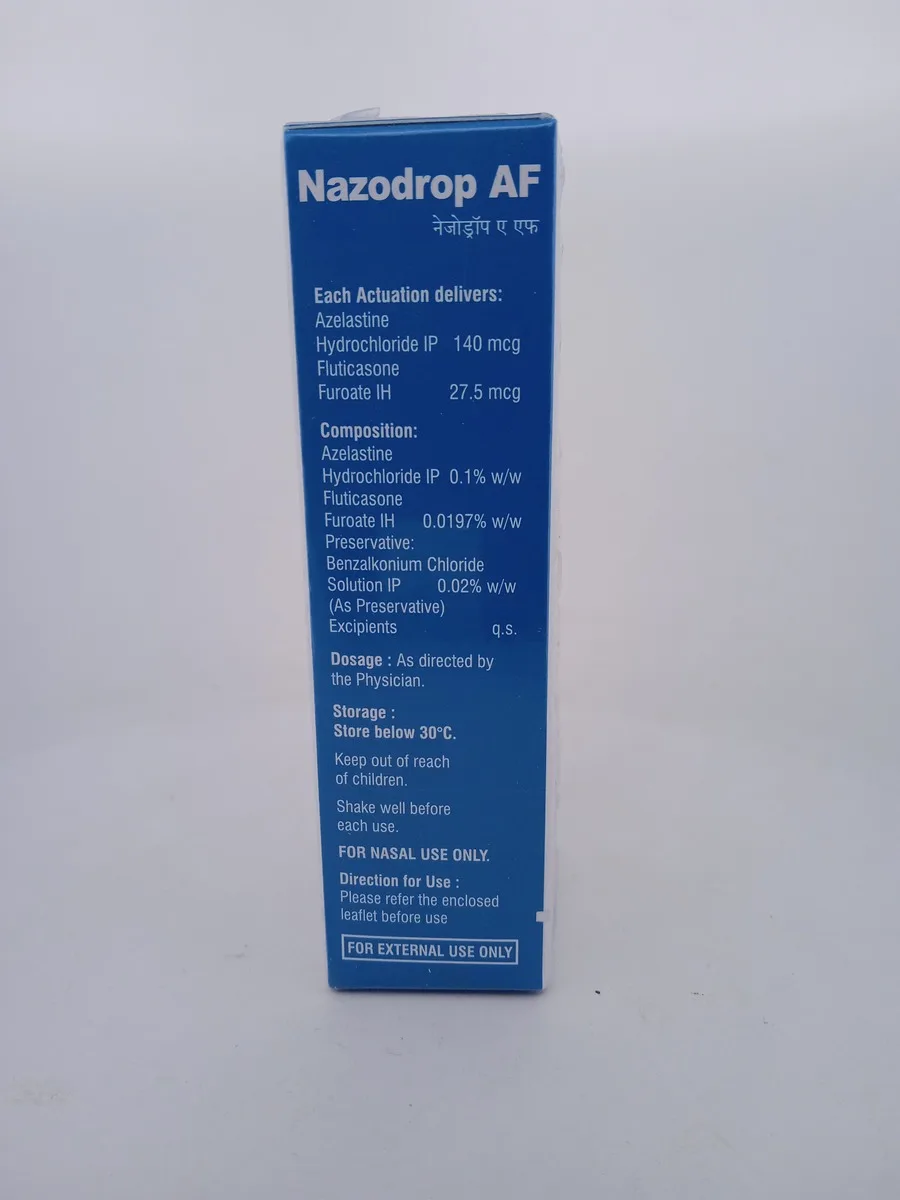 Nazodrop AF
नेजोड्रॉप ए एफ
Each Actuation delivers:
Azelastine
Hydrochloride IP 140 mcg
Fluticasone
Furoate IH 27.5 mcg
Composition:
Azelastine
Hydrochloride IP 0.1% w/w
Fluticasone
Furoate IH 0.0197% w/w
Preservative:
Benzalkonium Chloride
Solution IP 0.02% w/w
(As Preservative)
Excipients q.s.
Dosage : As directed by
the Physician.
Storage :
Store below 30°C.
Keep out of reach
of children.
Shake well before
each use.
FOR NASAL USE ONLY.
Direction for Use :
Please refer the enclosed
leaflet before use
FOR EXTERNAL USE ONLY